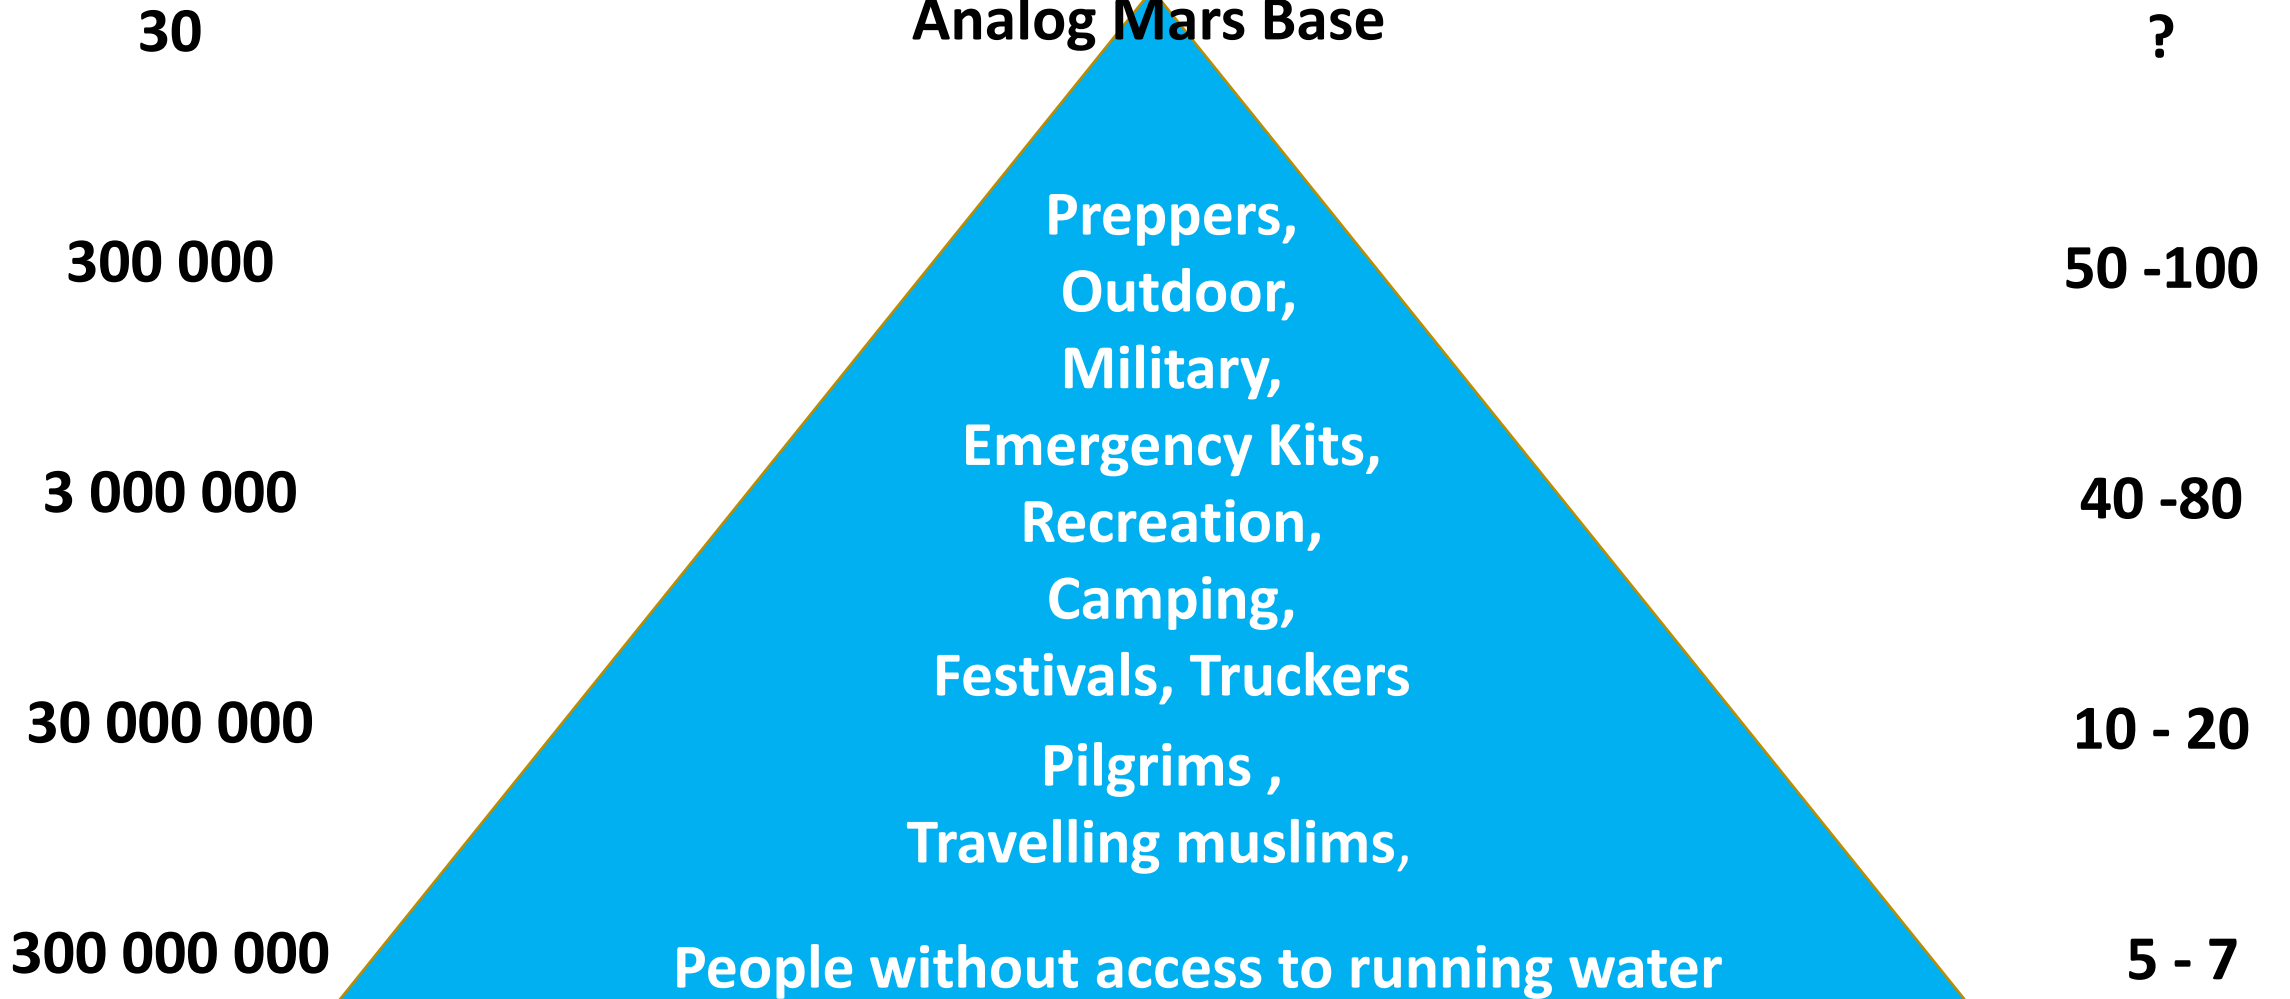 30
Analog Mars Base
?
Preppers,
300 000
Outdoor,
50 -100
Military,
Emergency Kits,
3 000 000
Recreation,
40 -80
Camping,
Festivals, Truckers
30 000 000
Pilgrims ,
10 - 20
Travelling muslims,
300 000 000
People without access to running water
5 - 7